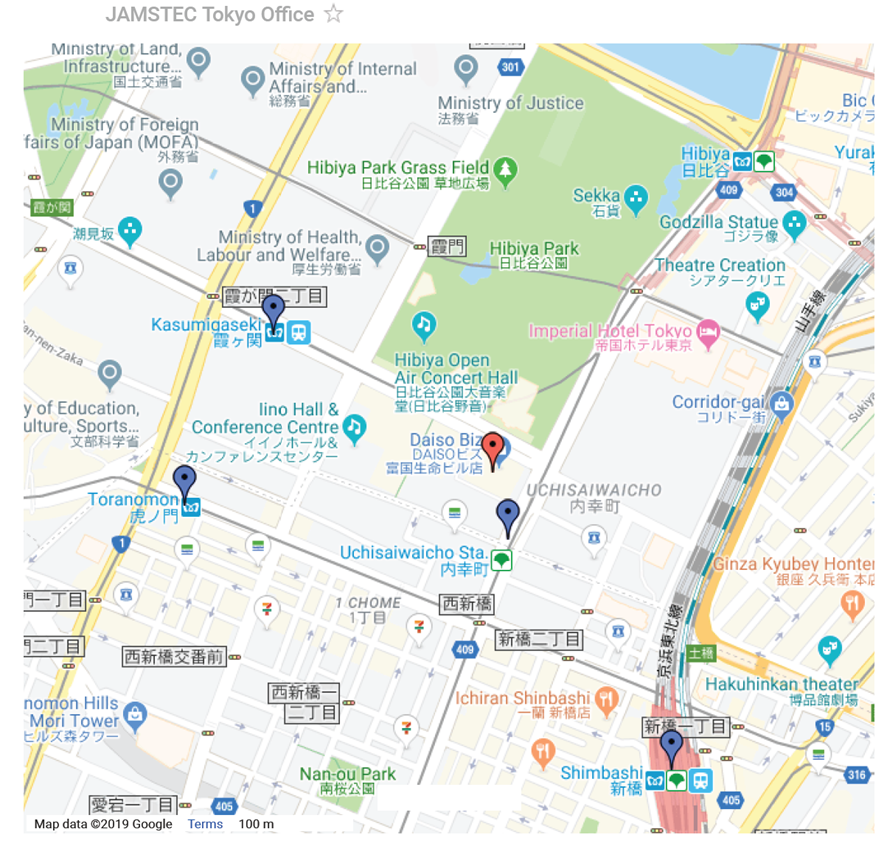 JAMSTEC Tokyo Office
Ministry of Land,
Infrastructure...
国土交通省
Ministry of Internal
Affairs and...
総務省
301
Ministry of Justice
法務省
Bic
ビックカメラ
Ministry of Foreign
ffairs of Japan (MOFA)
外務省
Hibiya Park Grass Field
日比谷公園 草地広場
Hibiya
日比谷
Yurak
409
304
Sekka
石貨
霞が関
1
潮見坂
Godzilla Statue
ゴジラ像
Ministry of Health,
Labour and Welfare...
厚生労働省
霞門
Hibiya Park
日比谷公園
Theatre Creation
シアタークリエ
山手線
霞が関二丁目
Kasumigaseki
霞ケ関
Imperial Hotel Tokyo
帝国ホテル東京
an-nen-Zaka
Hibiya Open
Air Concert Hall
日比谷公園大音楽
堂(日比谷野音)
y of Education,
ulture, Sports...
文部科学省
Iino Hall &
Conference Centre
イイノホール&
カンファレンスセンター
Corridor-gai
コリドー街
Sukiy
Daiso Biz
DAISOビズ
富国生命ビル店
UCHISAIWAICHO
内幸町
Toranomon
虎ノ門
1
Uchisaiwaicho Sta.
内幸町
Ginza Kyubey Honten
銀座 久兵衛 本店
門一丁目
1 CHOME
1丁目
西新橋
京浜東北線
門二丁目
西新橋交番前
409
新橋二丁目
土橋
Hakuhinkan theater
博品館劇場
nomon Hills
Mori Tower
ヒルズ森タワー
西新橋一
二丁目
Ichiran Shinbashi
一蘭 新橋店
新橋一丁目
15
Nan-ou Park
南桜公園
Shimbashi
新橋
316
愛宕一丁目
405
405
Map data ©2019 Google
Terms
100 m